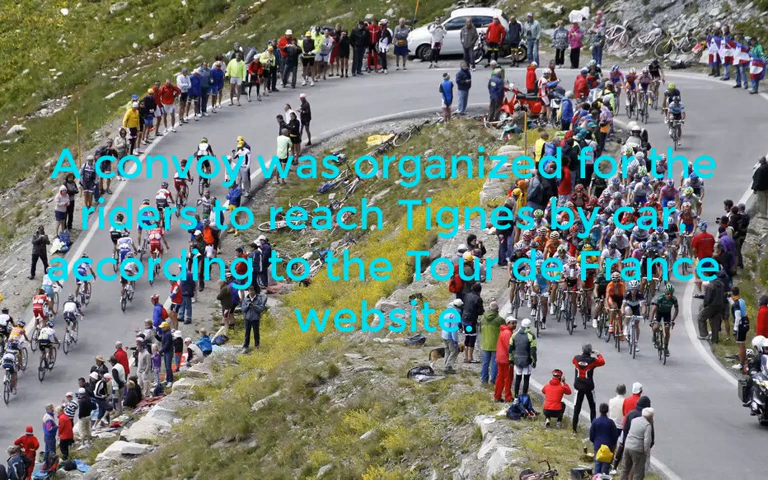 A convoy was organized for the
riders to reach Tignes by car,
according to the Tour de France
website.